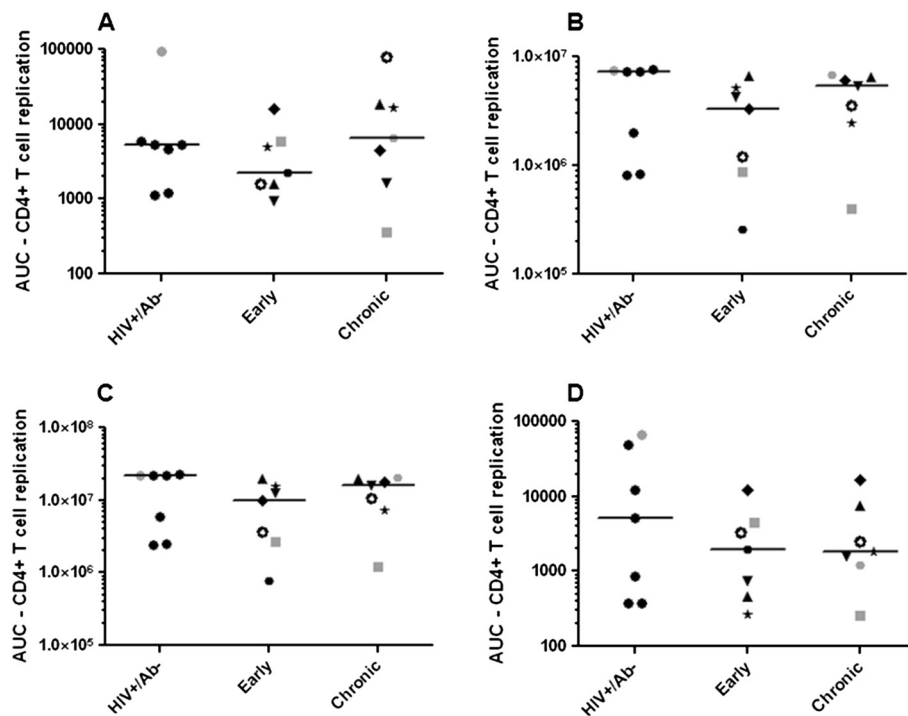 A
AUC - CD4+ T cell replication
100000
10000
1000
100
HIV+/Ab-
Early
Chronic
B
AUC - CD4+ T cell replication
1.0×10⁷
1.0×10⁶
1.0×10⁵
HIV+/Ab-
Early
Chronic
C
AUC - CD4+ T cell replication
1.0×10⁸
1.0×10⁷
1.0×10⁶
1.0×10⁵
HIV+/Ab-
Early
Chronic
D
AUC - CD4+ T cell replication
100000
10000
1000
100
HIV+/Ab-
Early
Chronic